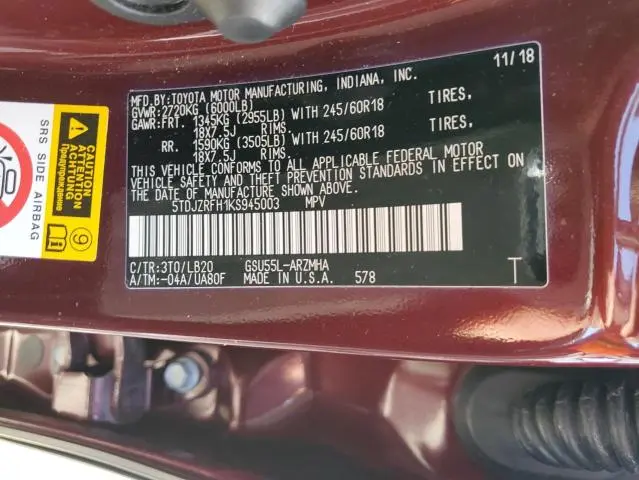 11/18
MFD.BY:TOYOTA MOTOR MANUFACTURING, INDIANA, INC.
GVWR:2720KG(6000LB)
GAWR:FRT. 1345KG(2955LB) WITH 245/60R18 TIRES,
18X7.5J RIMS.
RR. 1590KG(3505LB) WITH 245/60R18 TIRES,
18X7.5J RIMS.
THIS VEHICLE CONFORMS TO ALL APPLICABLE FEDERAL MOTOR
VEHICLE SAFETY AND THEFT PREVENTION STANDARDS IN EFFECT ON
THE DATE OF MANUFACTURE SHOWN ABOVE.
5TDJZRFH1KS945003 MPV
C/TR:3T0/LB20 GSU55L-ARZMHA
A/TM:-04A/UA80F MADE IN U.S.A. 578 T
SRS SIDE AIRBAG
CAUTION
ATTENTION
ACHTUNG
Предупреждение
9